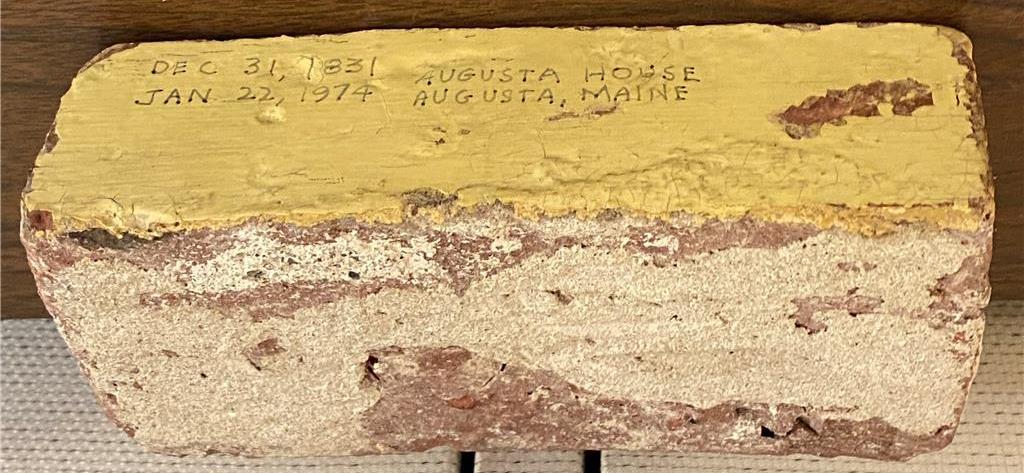 DEC 31, 1831 AUGUSTA HOUSE
JAN 22, 1974 AUGUSTA, MAINE